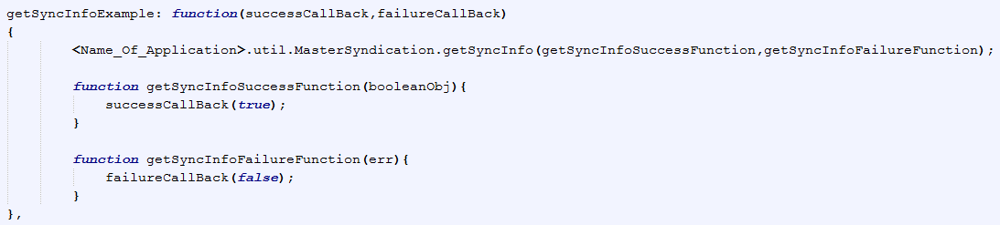 getSyncInfoExample: function(successCallBack,failureCallBack)
{
<Name_Of_Application>.util.MasterSyndication.getSyncInfo(getSyncInfoSuccessFunction,getSyncInfoFailureFunction);
function getSyncInfoSuccessFunction(booleanObj){
successCallBack(true);
}
function getSyncInfoFailureFunction(err){
failureCallBack(false);
}
},